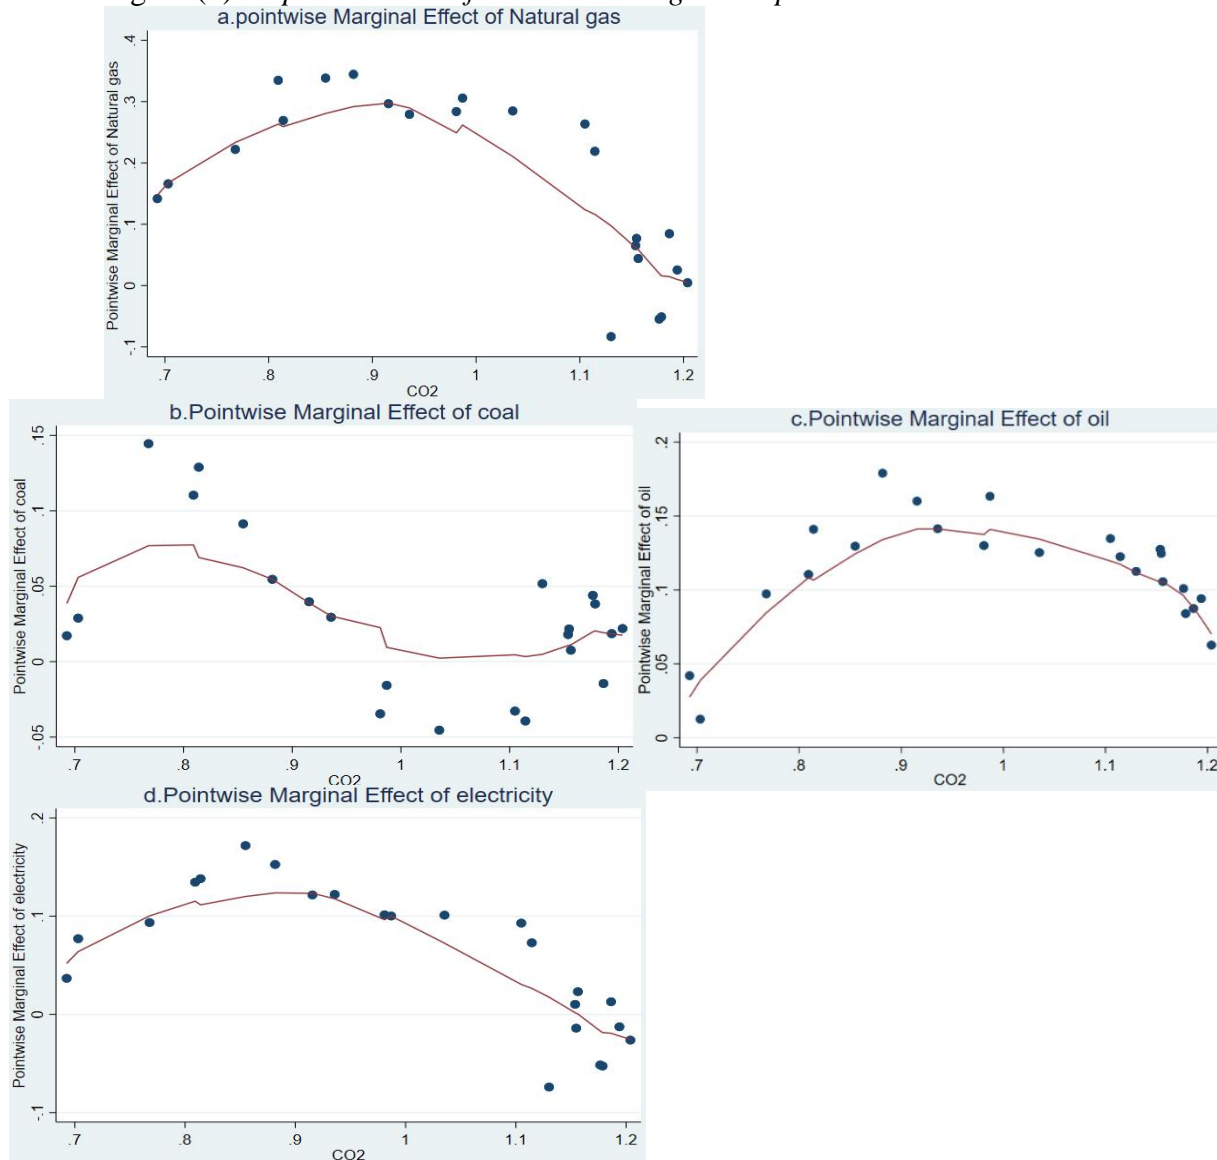 a.pointwise Marginal Effect of Natural gas
Pointwise Marginal Effect of Natural gas
.4
.3
.2
.1
0
-.1
.7 .8 .9 1 1.1 1.2
CO2
b.Pointwise Marginal Effect of coal
Pointwise Marginal Effect of coal
.15
.1
.05
0
-.05
.7 .8 .9 1 1.1 1.2
CO2
c.Pointwise Marginal Effect of oil
Pointwise Marginal Effect of oil
.2
.15
.1
.05
0
.7 .8 .9 1 1.1 1.2
CO2
d.Pointwise Marginal Effect of electricity
Pointwise Marginal Effect of electricity
.2
.1
0
-.1
.7 .8 .9 1 1.1 1.2
CO2